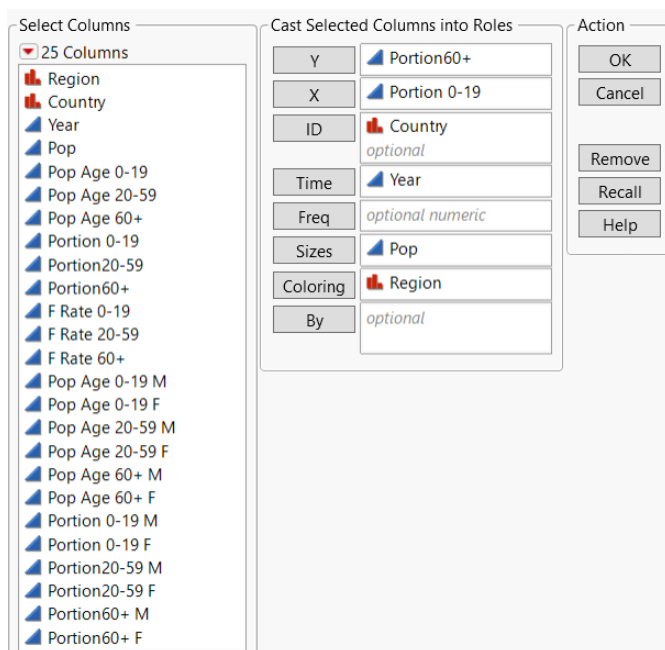 Select Columns
25 Columns
Region
Country
Year
Pop
Pop Age 0-19
Pop Age 20-59
Pop Age 60+
Portion 0-19
Portion20-59
Portion60+
F Rate 0-19
F Rate 20-59
F Rate 60+
Pop Age 0-19 M
Pop Age 0-19 F
Pop Age 20-59 M
Pop Age 20-59 F
Pop Age 60+ M
Pop Age 60+ F
Portion 0-19 M
Portion 0-19 F
Portion20-59 M
Portion20-59 F
Portion60+ M
Portion60+ F
Cast Selected Columns into Roles
Y Portion60+
X Portion 0-19
ID Country
optional
Time Year
Freq optional numeric
Sizes Pop
Coloring Region
By optional
Action
OK
Cancel
Remove
Recall
Help